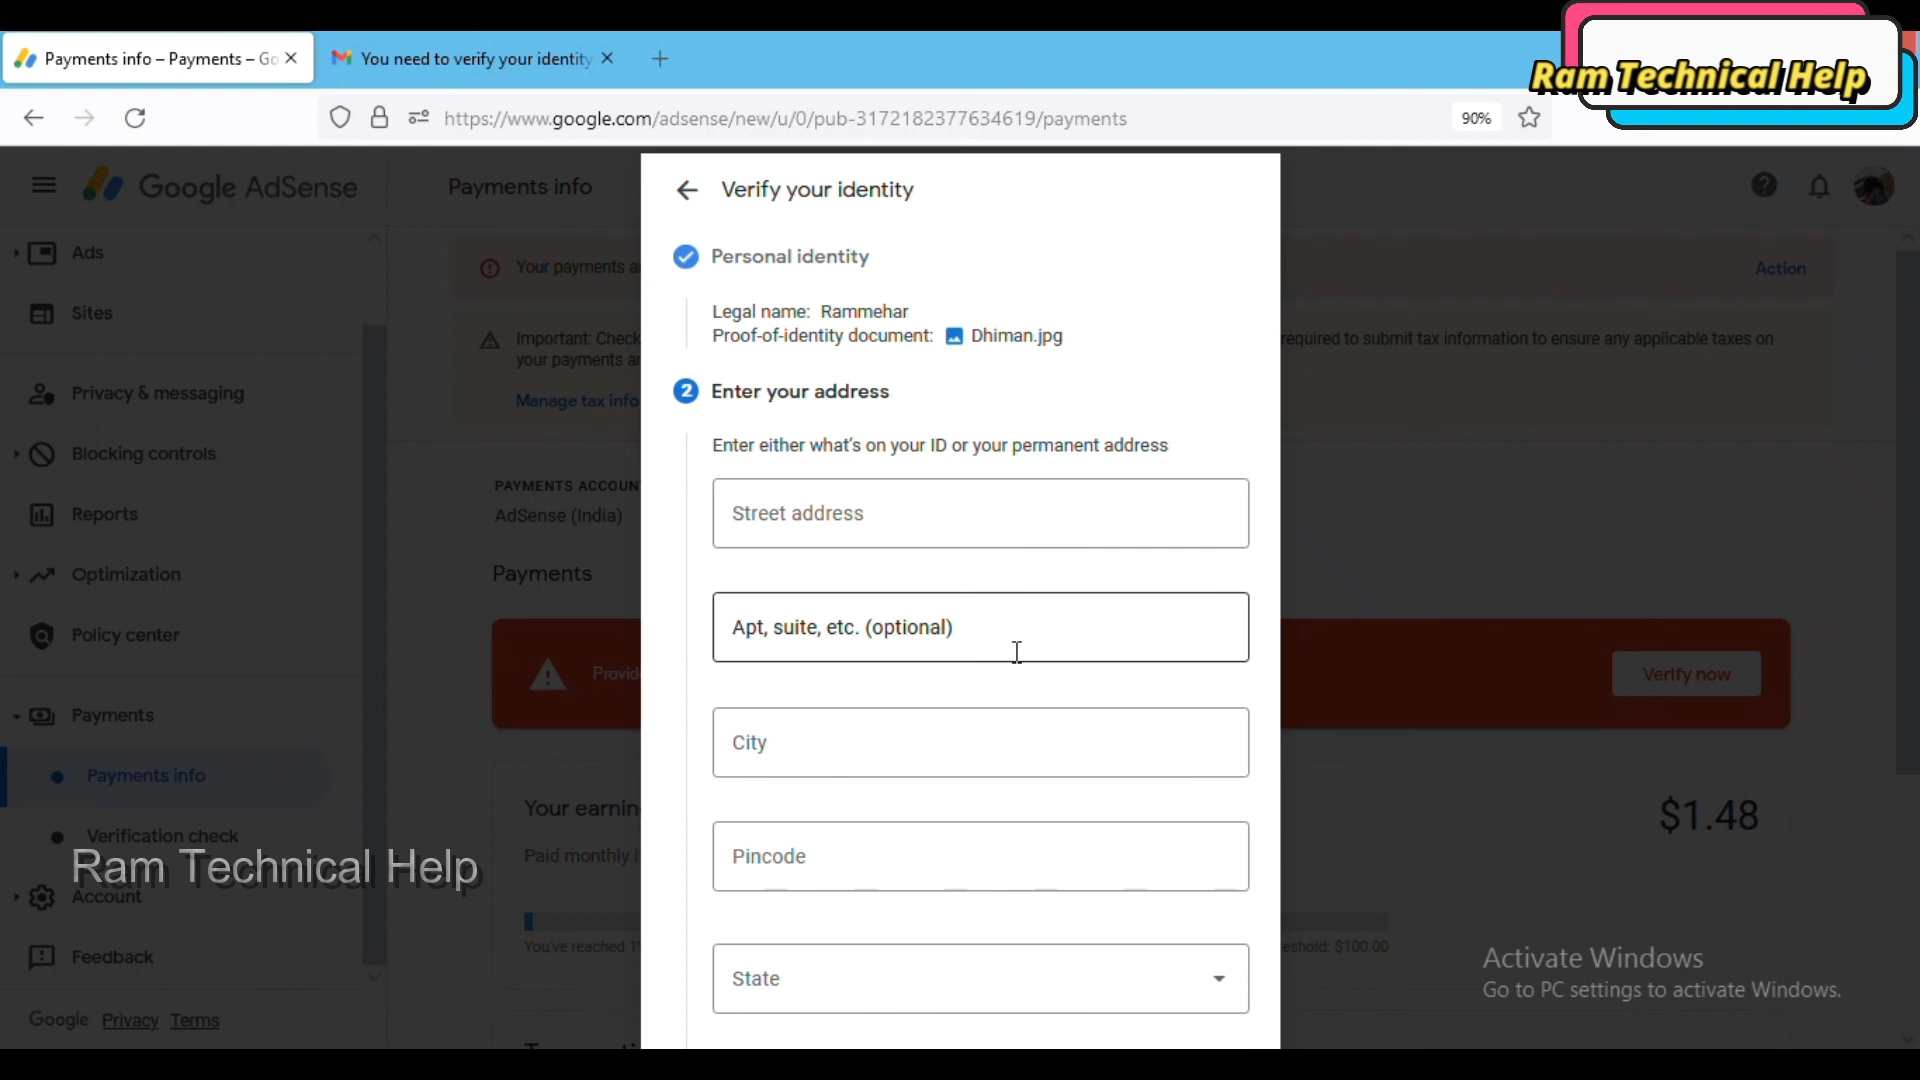 Payments info – Payments – Go
You need to verify your identity
Ram Technical Help
https://www.google.com/adsense/new/u/0/pub-3172182377634619/payments
90%
Google AdSense
Payments info
Verify your identity
Ads
Sites
Privacy & messaging
Blocking controls
Reports
Optimization
Policy center
Payments
Payments info
Verification check
Ram Technical Help
Account
Feedback
Google Privacy Terms
Your payments a
Action
Important: Check
required to submit tax information to ensure any applicable taxes on
your payments a
Manage tax info
PAYMENTS ACCOUN
AdSense (India)
Payments
Provid
Verify now
Your earnin
$1.48
Paid monthly i
You've reached 1
eshold: $100.00
Personal identity
Legal name: Rammehar
Proof-of-identity document: Dhiman.jpg
2 Enter your address
Enter either what's on your ID or your permanent address
Street address
Apt, suite, etc. (optional)
City
Pincode
State
Activate Windows
Go to PC settings to activate Windows.